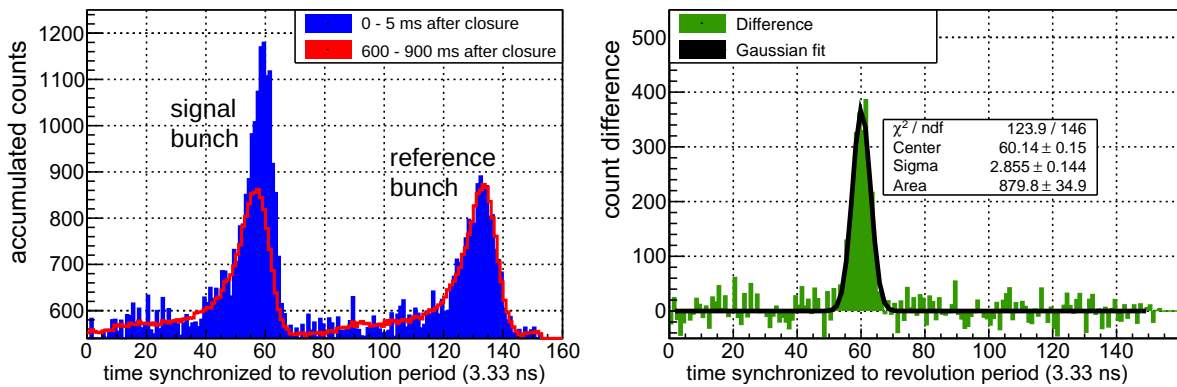 1200
1100
1000
900
800
700
600
accumulated counts
0 - 5 ms after closure
600 - 900 ms after closure
signal
bunch
reference
bunch
0 20 40 60 80 100 120 140 160
time synchronized to revolution period (3.33 ns)
500
400
300
200
100
0
count difference
Difference
Gaussian fit
χ² / ndf 123.9 / 146
Center 60.14 ± 0.15
Sigma 2.855 ± 0.144
Area 879.8 ± 34.9
0 20 40 60 80 100 120 140
time synchronized to revolution period (3.33 ns)